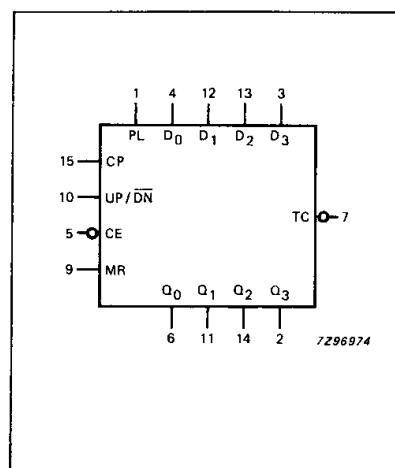 1 4 12 13 3
PL D0 D1 D2 D3
15 CP
10 UP/D̅N̅
5 CE
TC 7
9 MR
Q0 Q1 Q2 Q3
6 11 14 2
7Z96974